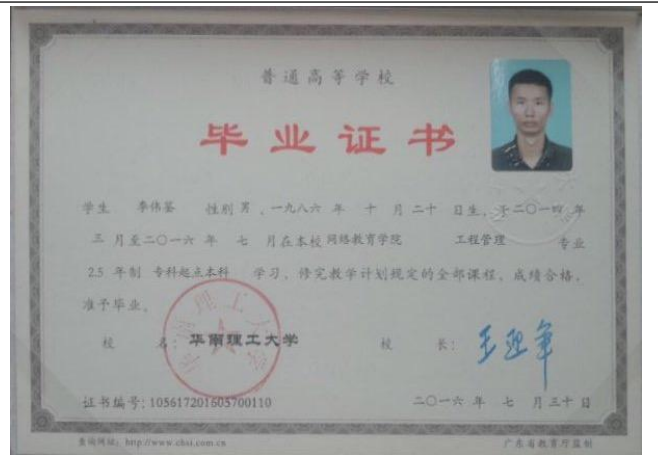 普通高等学校
毕业证书
学生 李伟鉴 性别 男 ，一九八六 年 十 月 二十 日生，于二〇一四 年
三 月至二〇一六 年 七 月在本校 网络教育学院 工程管理 专业
2.5 年制 专科起点本科 学习，修完教学计划规定的全部课程，成绩合格，
准予毕业。
校 名：华南理工大学 校 长：王迎军
证书编号：105617201605700110 二〇一六 年 七 月 三十 日
查询网址：http://www.chsi.com.cn 广东省教育厅监制